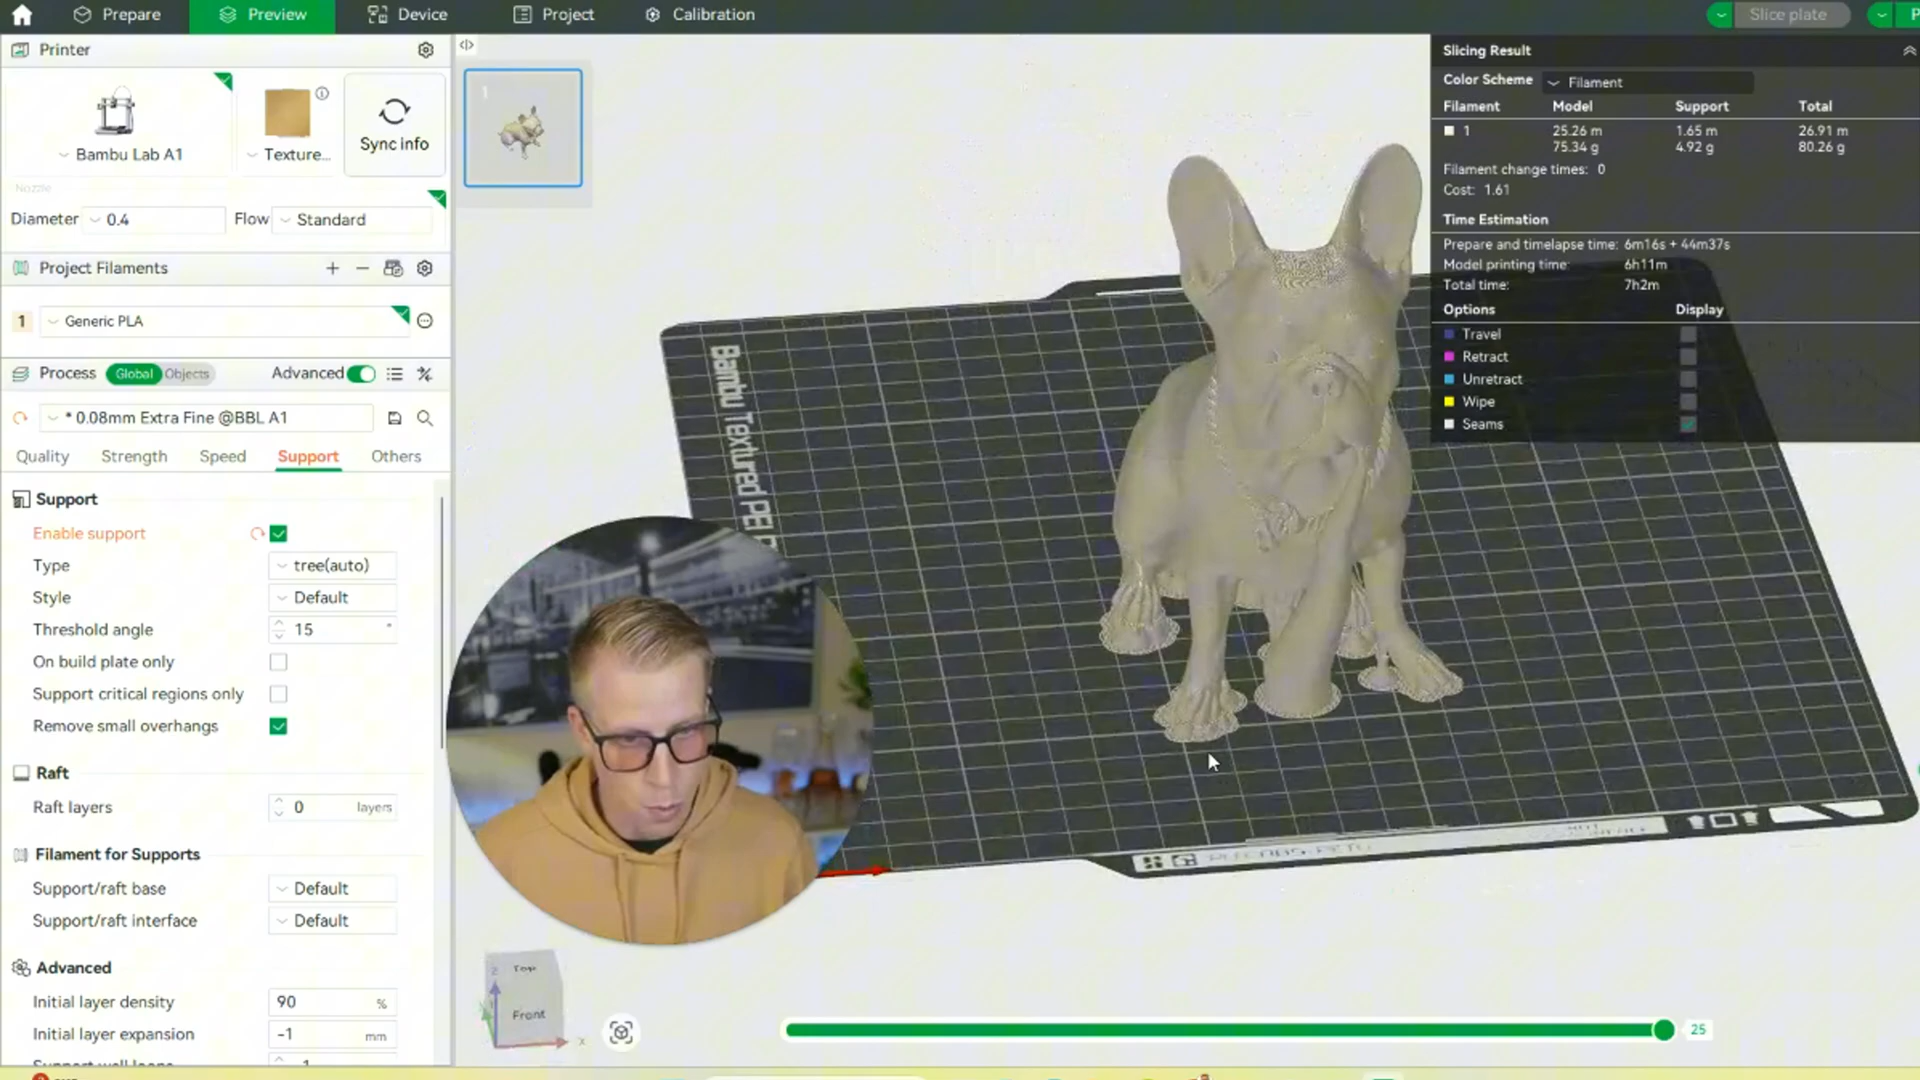 Prepare Preview Device Project Calibration Slice plate
Printer
Bambu Lab A1 Texture... Sync info
Nozzle
Diameter 0.4 Flow Standard
Project Filaments
1 Generic PLA
Process Global Objects Advanced
* 0.08mm Extra Fine @BBL A1
Quality Strength Speed Support Others
Support
Enable support
Type tree(auto)
Style Default
Threshold angle 15 °
On build plate only
Support critical regions only
Remove small overhangs
Raft
Raft layers 0 layers
Filament for Supports
Support/raft base Default
Support/raft interface Default
Advanced
Initial layer density 90 %
Initial layer expansion -1 mm
1
Bambu Textured PEI
Top
Front
x
25
Slicing Result
Color Scheme Filament
Filament Model Support Total
1 25.26 m 1.65 m 26.91 m
75.34 g 4.92 g 80.26 g
Filament change times: 0
Cost: 1.61
Time Estimation
Prepare and timelapse time: 6m16s + 44m37s
Model printing time: 6h11m
Total time: 7h2m
Options Display
Travel
Retract
Unretract
Wipe
Seams